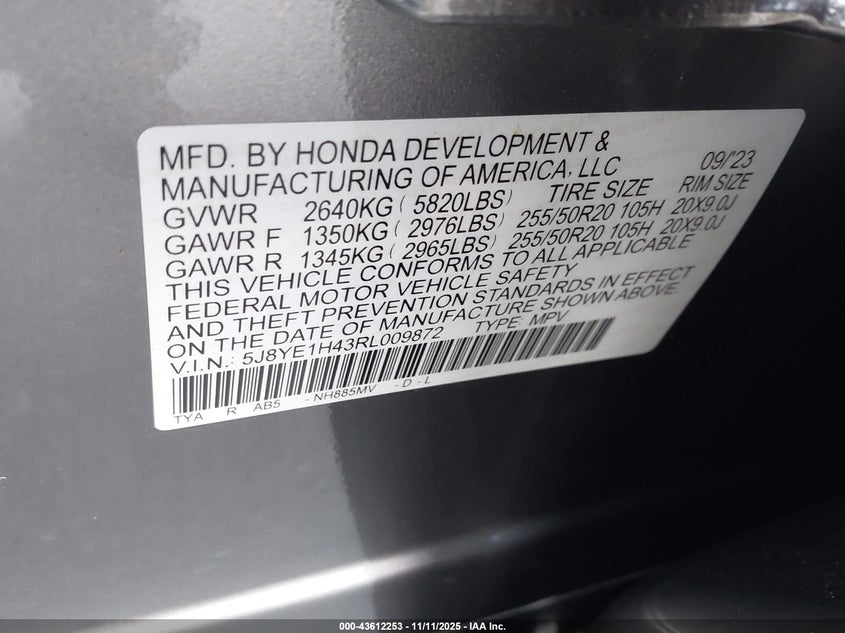 MFD. BY HONDA DEVELOPMENT &
MANUFACTURING OF AMERICA, LLC 09/'23
GVWR 2640KG ( 5820LBS) TIRE SIZE RIM SIZE
GAWR F 1350KG ( 2976LBS) 255/50R20 105H 20X9.0J
GAWR R 1345KG ( 2965LBS) 255/50R20 105H 20X9.0J
THIS VEHICLE CONFORMS TO ALL APPLICABLE
FEDERAL MOTOR VEHICLE SAFETY
AND THEFT PREVENTION STANDARDS IN EFFECT
ON THE DATE OF MANUFACTURE SHOWN ABOVE.
V.I.N.: 5J8YE1H43RL009872 TYPE: MPV
TYA R AB5 - NH885MV - D - L
000-43612253 - 11/11/2025 - IAA Inc.